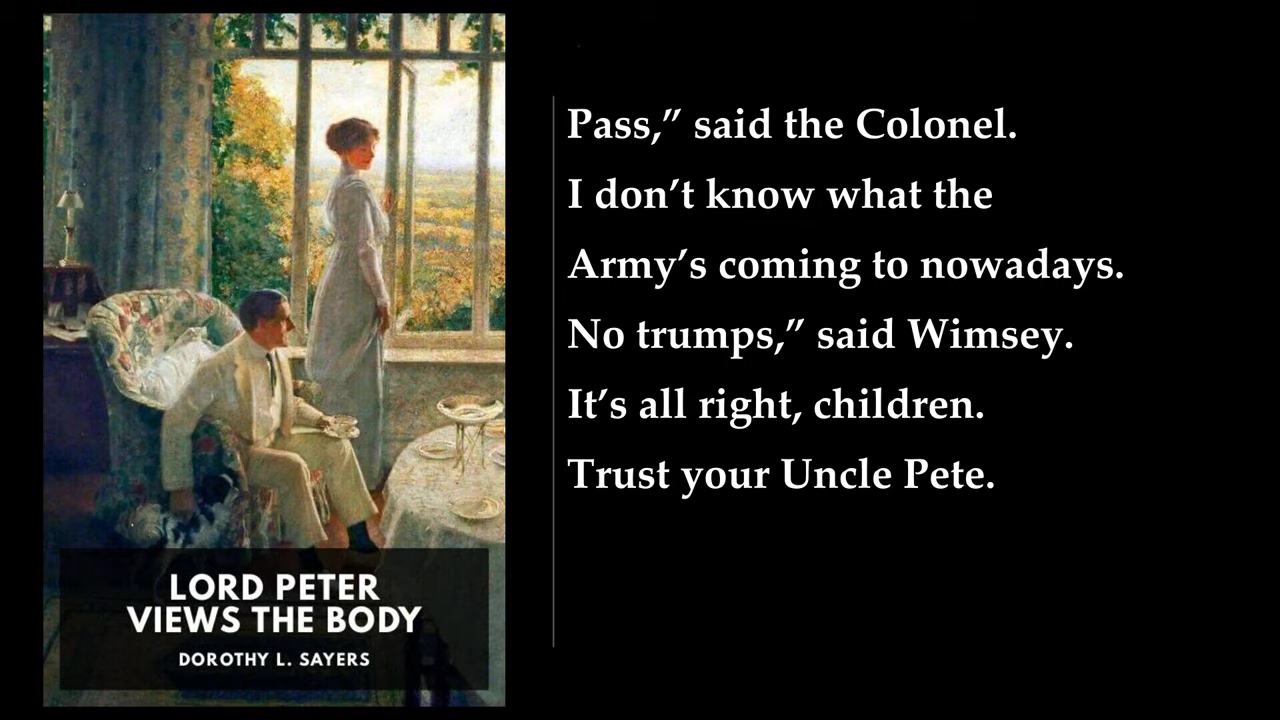 Pass,” said the Colonel.
I don’t know what the
Army’s coming to nowadays.
No trumps,” said Wimsey.
It’s all right, children.
Trust your Uncle Pete.
LORD PETER
VIEWS THE BODY
DOROTHY L. SAYERS